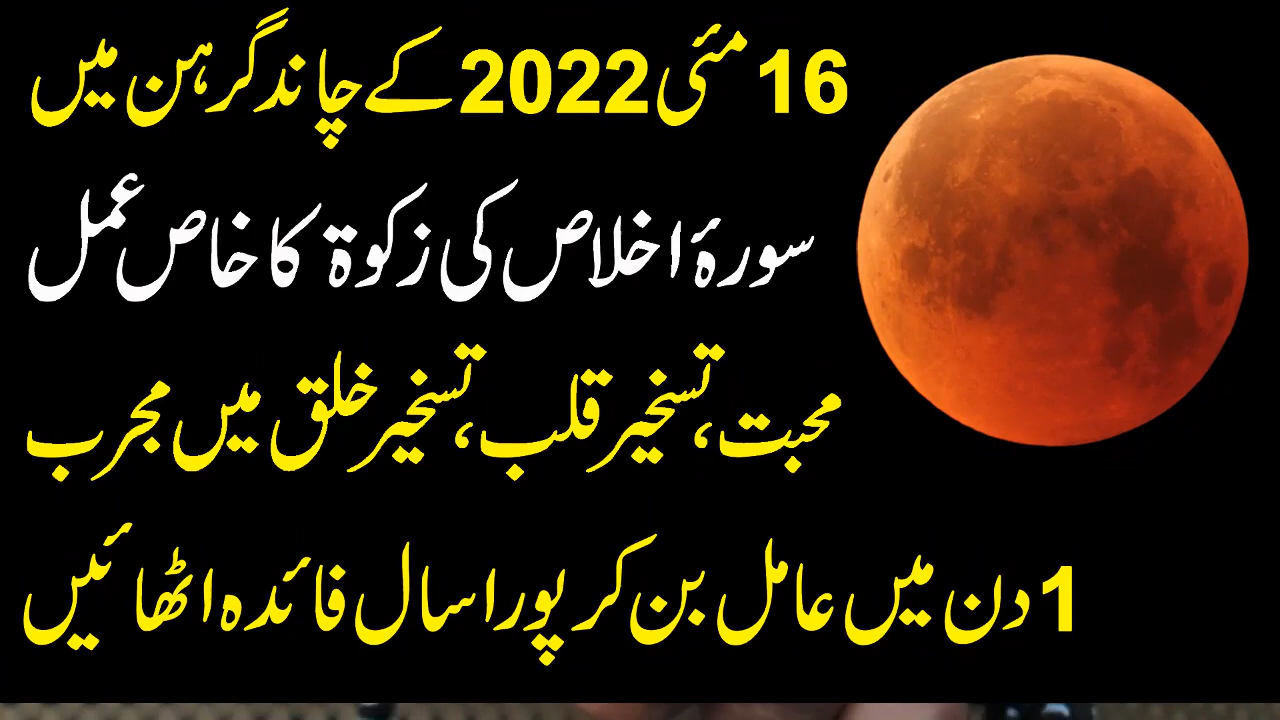 16 مئی 2022 کے چاند گرہن میں
سورۂ اخلاص کی زکوۃ کا خاص عمل
محبت، تسخیر قلب، تسخیر خلق میں مجرب
1 دن میں عامل بن کر پورا سال فائدہ اٹھائیں